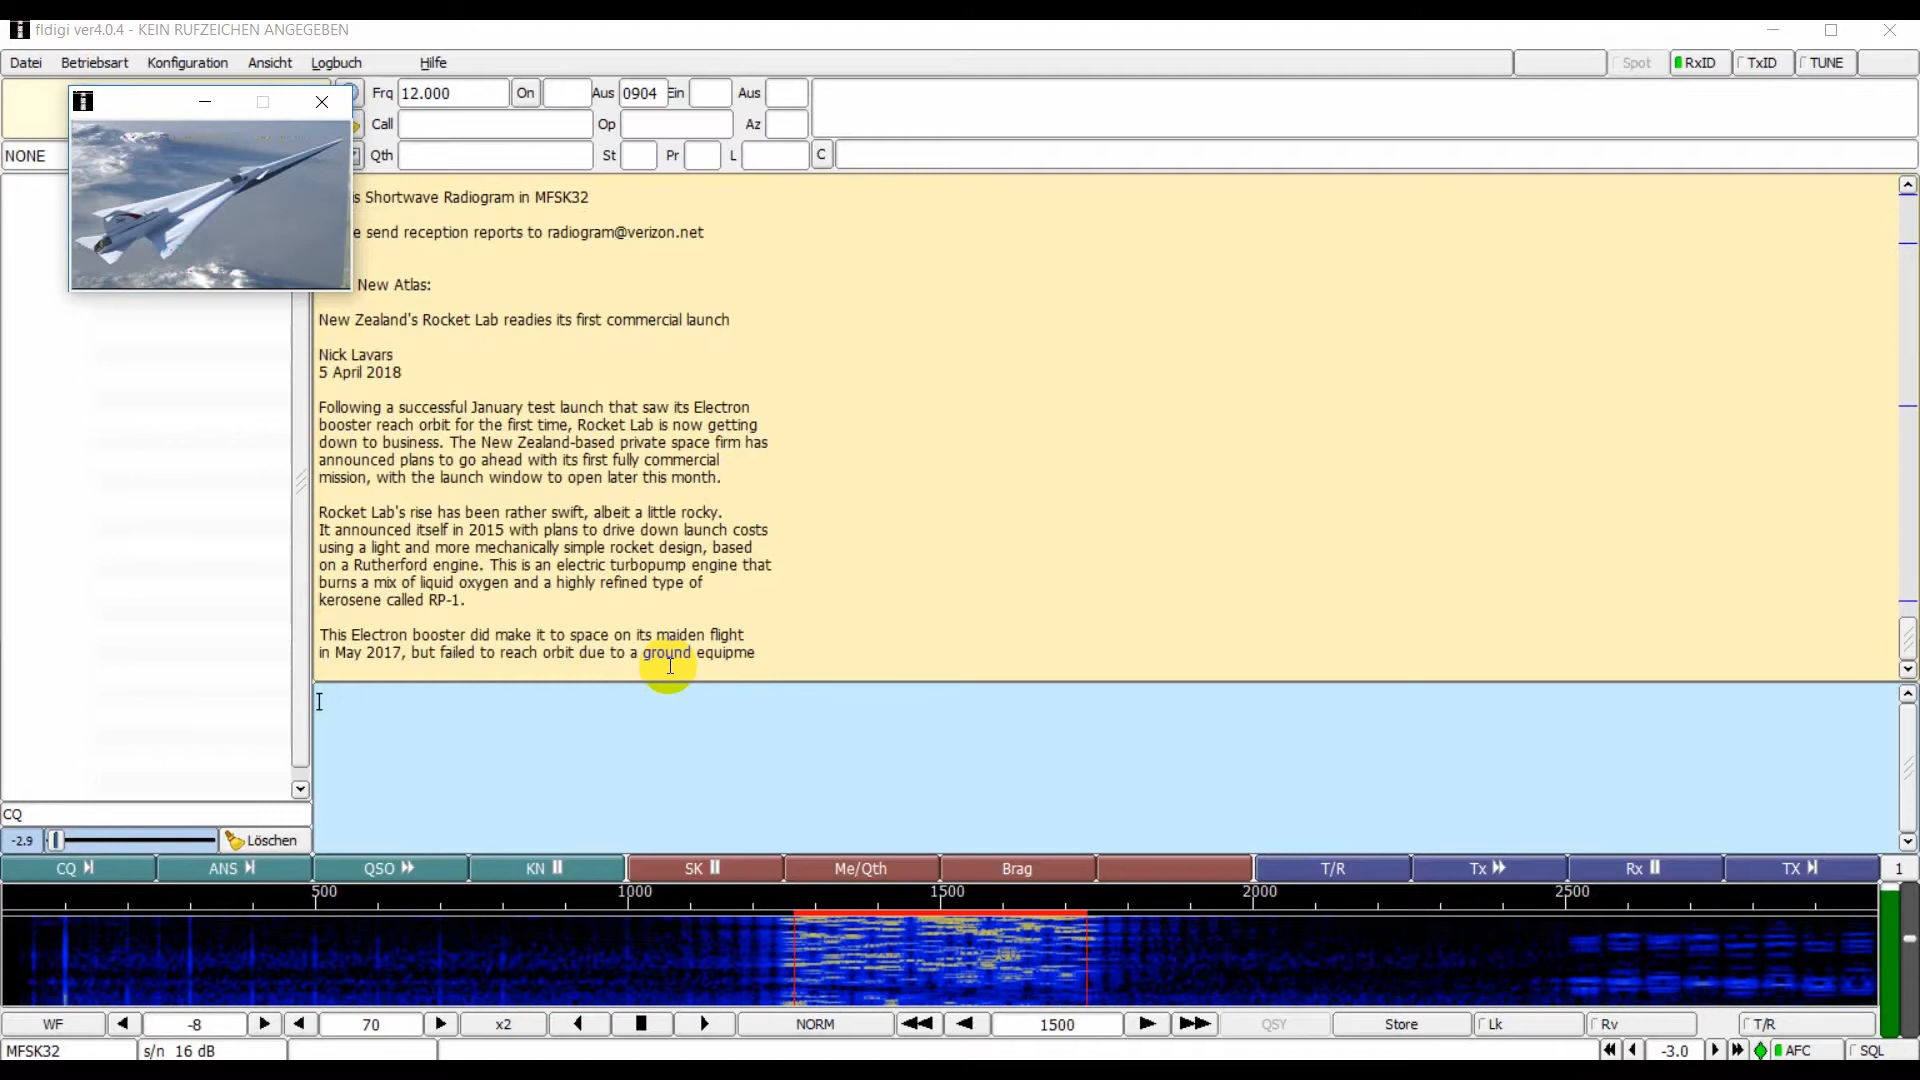 fldigi ver4.0.4 - KEIN RUFZEICHEN ANGEGEBEN
Datei Betriebsart Konfiguration Ansicht Logbuch Hilfe Spot RxID TxID TUNE
Frq 12.000 On Aus 0904 Ein Aus
Call Op Az
NONE Qth St Pr L C
is Shortwave Radiogram in MFSK32
e send reception reports to radiogram@verizon.net
New Atlas:
New Zealand's Rocket Lab readies its first commercial launch
Nick Lavars
5 April 2018
Following a successful January test launch that saw its Electron
booster reach orbit for the first time, Rocket Lab is now getting
down to business. The New Zealand-based private space firm has
announced plans to go ahead with its first fully commercial
mission, with the launch window to open later this month.
Rocket Lab's rise has been rather swift, albeit a little rocky.
It announced itself in 2015 with plans to drive down launch costs
using a light and more mechanically simple rocket design, based
on a Rutherford engine. This is an electric turbopump engine that
burns a mix of liquid oxygen and a highly refined type of
kerosene called RP-1.
This Electron booster did make it to space on its maiden flight
in May 2017, but failed to reach orbit due to a ground equipme
CQ
-2.9 Löschen
CQ ANS QSO KN SK Me/Qth Brag T/R Tx Rx TX 1
500 1000 1500 2000 2500
WF -8 70 x2 NORM 1500 QSY Store Lk Rv T/R
MFSK32 s/n 16 dB -3.0 AFC SQL